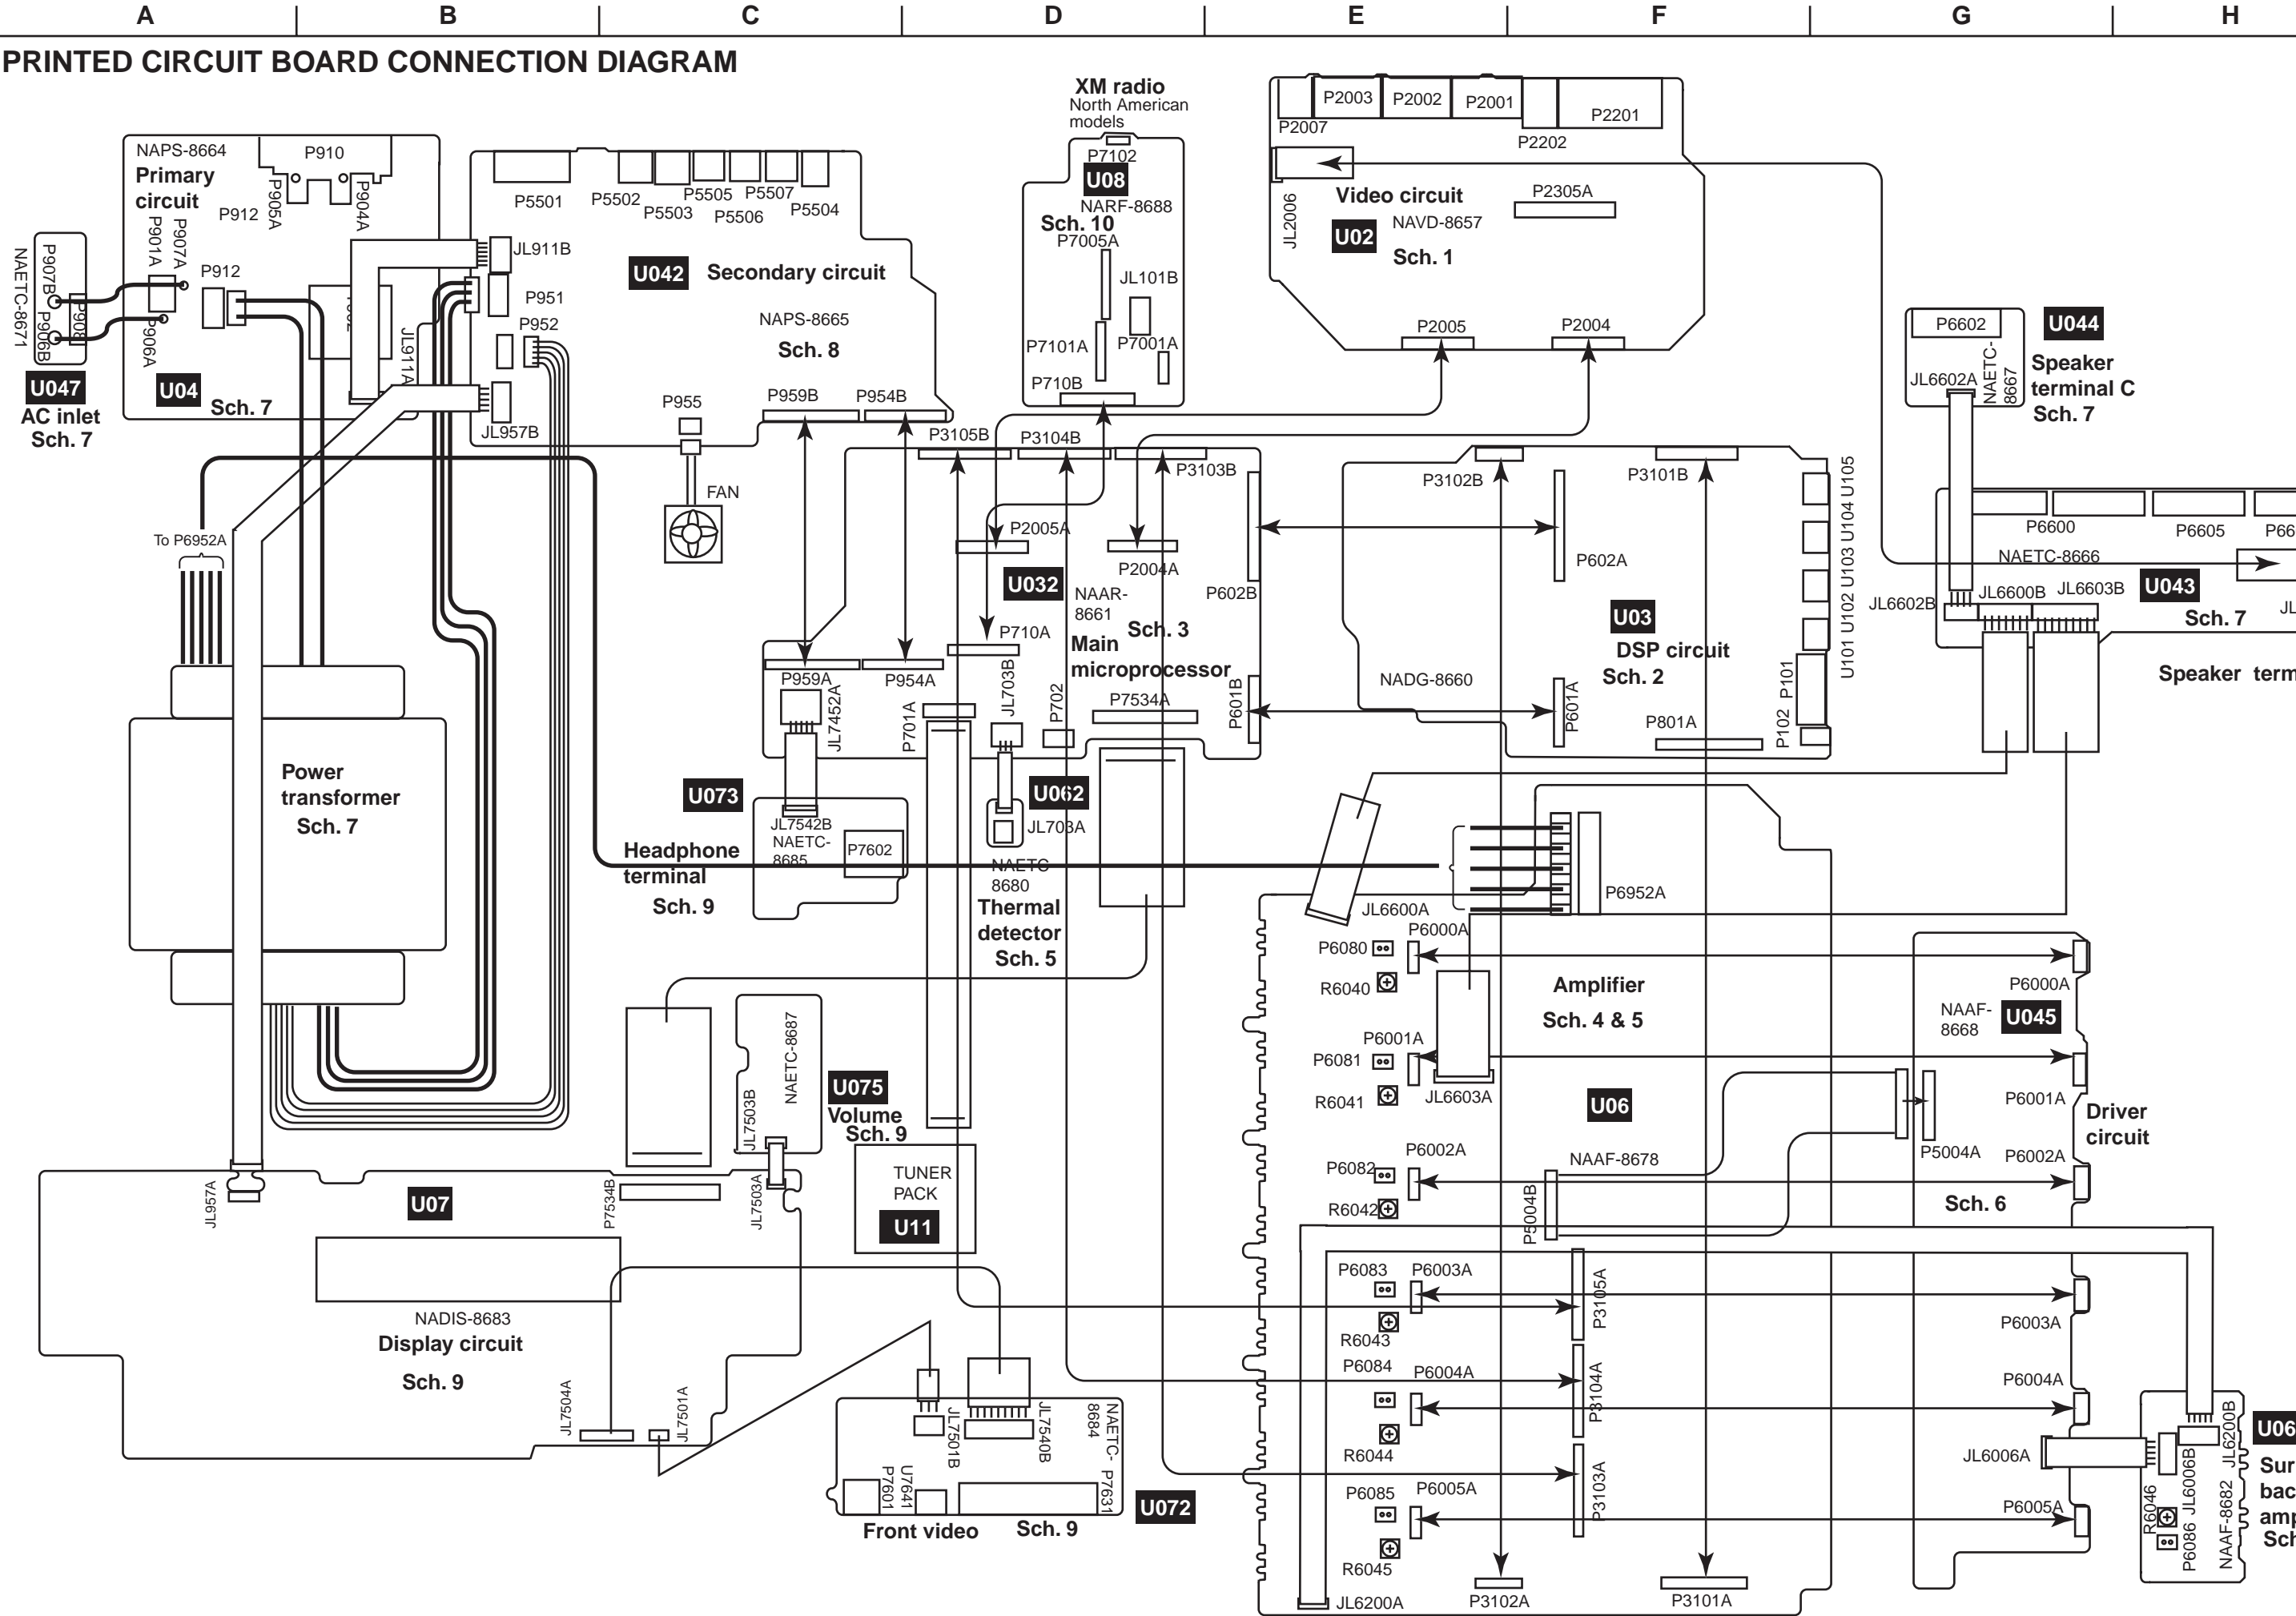 A B C D E F G H
PRINTED CIRCUIT BOARD CONNECTION DIAGRAM
NAPS-8664
Primary
circuit
P910
P912
P905A
P904A
P901A
P907A
P912
P906A
NAETC-8671
P907B
P906B
U047
AC inlet
Sch. 7
U04
Sch. 7
JL911A
P5501
P5502
P5503
P5505
P5506
P5507
P5504
JL911B
P951
P952
U042
Secondary circuit
NAPS-8665
Sch. 8
JL957B
P955
P959B
P954B
FAN
XM radio
North American
models
P7102
U08
NARF-8688
Sch. 10
P7005A
JL101B
P7101A
P7001A
P710B
P2007
P2003
P2002
P2001
P2202
P2201
JL2006
Video circuit
U02
NAVD-8657
Sch. 1
P2305A
P2005
P2004
P6602
U044
NAETC-
8667
JL6602A
Speaker
terminal C
Sch. 7
P3105B
P3104B
P3103B
P2005A
P2004A
U032
NAAR-
8661
Sch. 3
Main
microprocessor
P602B
P710A
P959A
P954A
JL7452A
P701A
JL703B
P702
P7534A
P601B
P3102B
P3101B
P602A
U03
DSP circuit
Sch. 2
NADG-8660
P601A
P801A
P102 P101
U101 U102 U103 U104 U105
P6600
P6605
NAETC-8666
JL6602B
JL6600B
JL6603B
U043
Sch. 7
Speaker
To P6952A
Power
transformer
Sch. 7
U073
JL7542B
NAETC-
8685
P7602
Headphone
terminal
Sch. 9
U062
JL703A
NAETC-
8680
Thermal
detector
Sch. 5
JL6600A
P6952A
P6080
P6000A
R6040
P6081
P6001A
R6041
JL6603A
P6082
P6002A
R6042
Amplifier
Sch. 4 & 5
U06
NAAF-8678
P5004B
P6000A
NAAF-
8668
U045
P6001A
Driver
circuit
P5004A
P6002A
Sch. 6
NAETC-8687
JL7503B
U075
Volume
Sch. 9
JL957A
U07
P7534B
JL7503A
TUNER
PACK
U11
NADIS-8683
Display circuit
Sch. 9
JL7504A
JL7501A
JL7501B
JL7540B
NAETC-
8684
P7601
U7641
P7631
U072
Front video
Sch. 9
P6083
P6003A
R6043
P6084
P6004A
R6044
P6085
P6005A
R6045
P3105A
P3104A
P3103A
JL6200A
P3102A
P3101A
P6003A
P6004A
JL6006A
P6005A
R6046
P6086
JL6006B
JL6200B
NAAF-8682